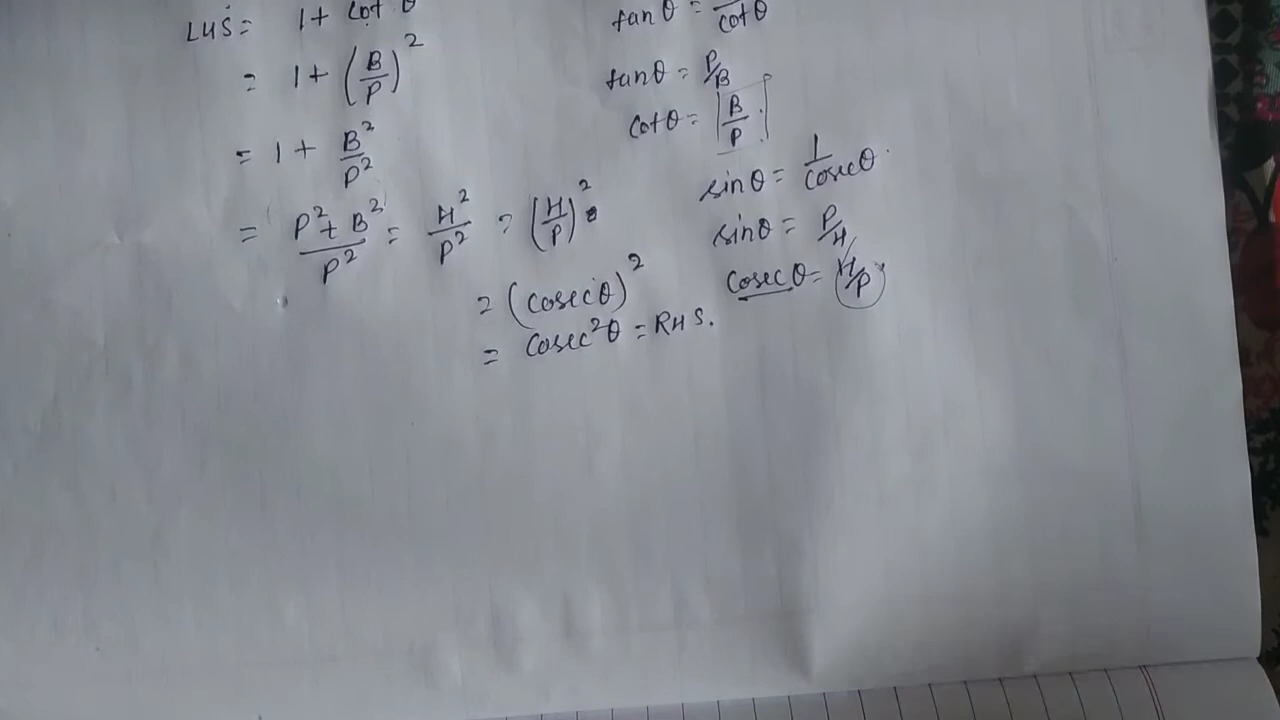 LHS = 1 + cot θ
= 1 + (B/P)²
= 1 + B²/P²
= P² + B²/P² = H²/P² = (H/P)²
= (cosec θ)²
= cosec²θ = RHS.
tan θ = /cot θ
tan θ = P/B
cot θ = B/P
sin θ = 1/cosec θ
sin θ = P/H
cosec θ = H/P